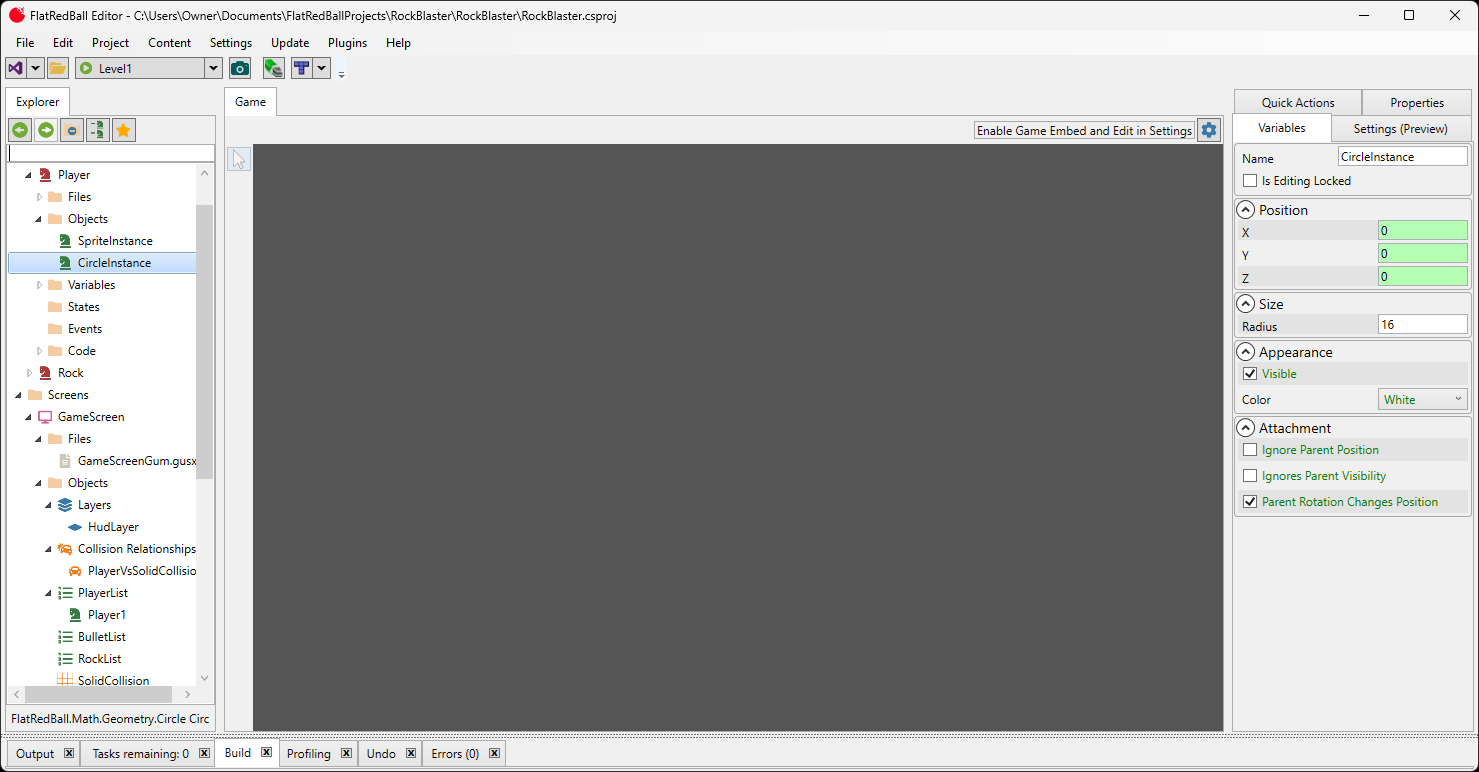 FlatRedBall Editor - C:\Users\Owner\Documents\FlatRedBallProjects\RockBlaster\RockBlaster\RockBlaster.csproj
File Edit Project Content Settings Update Plugins Help
Level1
Explorer
Game
Enable Game Embed and Edit in Settings
Player
Files
Objects
SpriteInstance
CircleInstance
Variables
States
Events
Code
Rock
Screens
GameScreen
Files
GameScreenGum.gusx
Objects
Layers
HudLayer
Collision Relationships
PlayerVsSolidCollisio
PlayerList
Player1
BulletList
RockList
SolidCollision
FlatRedBall.Math.Geometry.Circle Circ
Quick Actions Properties
Variables Settings (Preview)
Name CircleInstance
Is Editing Locked
Position
X 0
Y 0
Z 0
Size
Radius 16
Appearance
Visible
Color White
Attachment
Ignore Parent Position
Ignores Parent Visibility
Parent Rotation Changes Position
Output Tasks remaining: 0 Build Profiling Undo Errors (0)